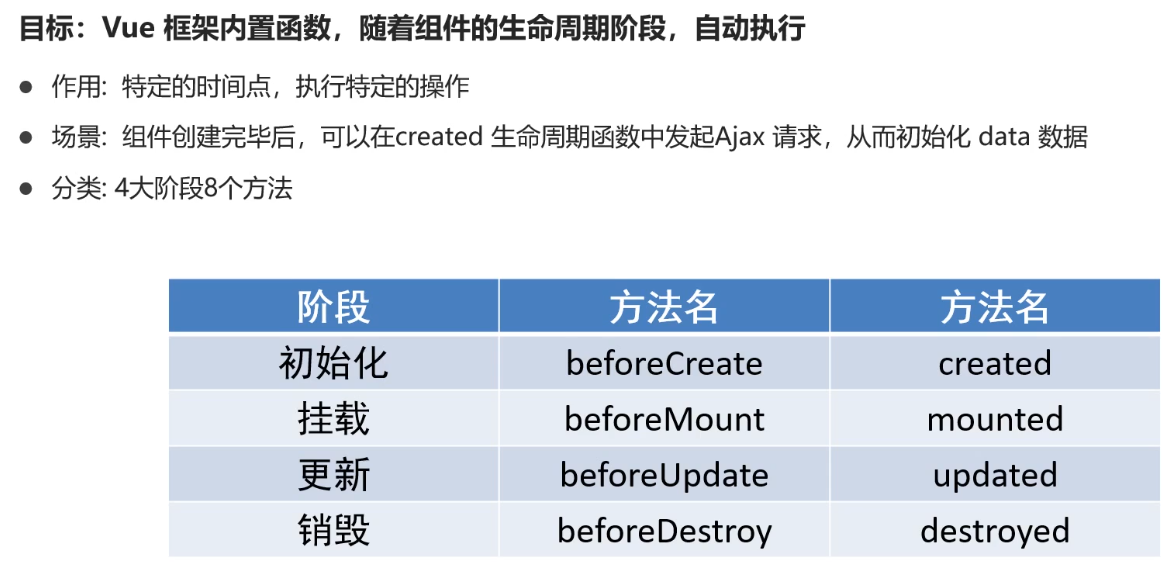 目标：Vue 框架内置函数，随着组件的生命周期阶段，自动执行
● 作用: 特定的时间点，执行特定的操作
● 场景: 组件创建完毕后，可以在created 生命周期函数中发起Ajax 请求，从而初始化 data 数据
● 分类: 4大阶段8个方法
阶段 方法名 方法名
初始化 beforeCreate created
挂载 beforeMount mounted
更新 beforeUpdate updated
销毁 beforeDestroy destroyed